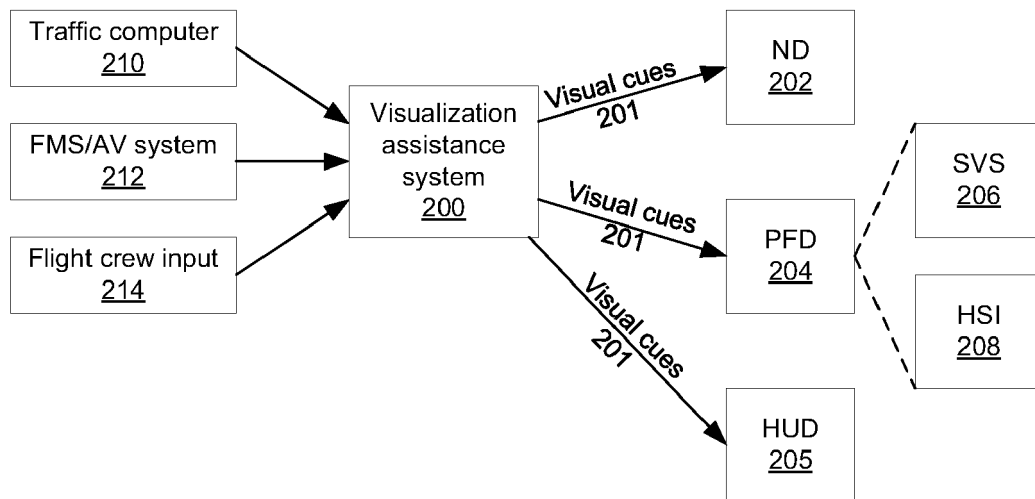 Traffic computer
210
FMS/AV system
212
Flight crew input
214
Visualization
assistance
system
200
Visual cues
201
Visual cues
201
Visual cues
201
ND
202
PFD
204
HUD
205
SVS
206
HSI
208